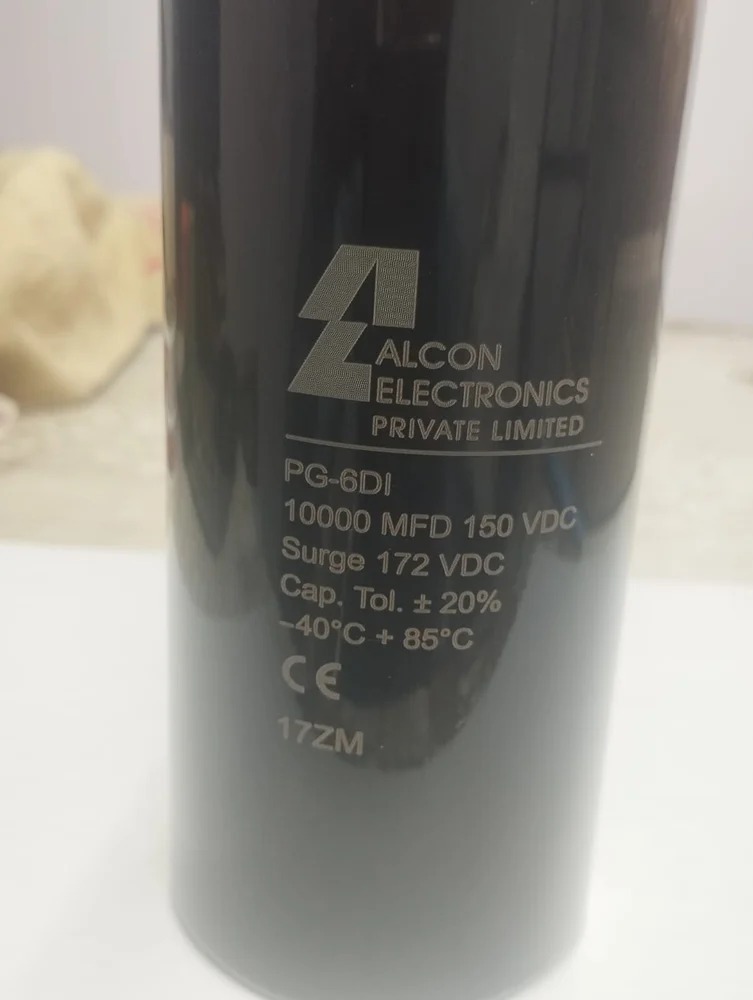 ALCON
ELECTRONICS
PRIVATE LIMITED
PG-6DI
10000 MFD 150 VDC
Surge 172 VDC
Cap. Tol. ± 20%
-40°C + 85°C
CE
17ZM